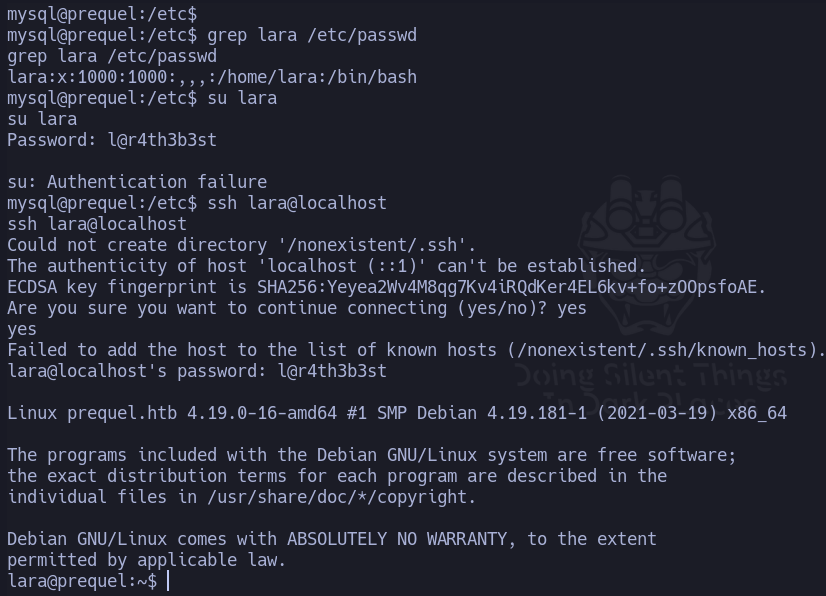 mysql@prequel:/etc$
mysql@prequel:/etc$ grep lara /etc/passwd
grep lara /etc/passwd
lara:x:1000:1000:,,,:/home/lara:/bin/bash
mysql@prequel:/etc$ su lara
su lara
Password: l@r4th3b3st
su: Authentication failure
mysql@prequel:/etc$ ssh lara@localhost
ssh lara@localhost
Could not create directory '/nonexistent/.ssh'.
The authenticity of host 'localhost (::1)' can't be established.
ECDSA key fingerprint is SHA256:Yeyea2Wv4M8qg7Kv4iRQdKer4EL6kv+fo+zOOpsfoAE.
Are you sure you want to continue connecting (yes/no)? yes
yes
Failed to add the host to the list of known hosts (/nonexistent/.ssh/known_hosts).
lara@localhost's password: l@r4th3b3st
Doing Silent Things
In Dark Places
Linux prequel.htb 4.19.0-16-amd64 #1 SMP Debian 4.19.181-1 (2021-03-19) x86_64
The programs included with the Debian GNU/Linux system are free software;
the exact distribution terms for each program are described in the
individual files in /usr/share/doc/*/copyright.
Debian GNU/Linux comes with ABSOLUTELY NO WARRANTY, to the extent
permitted by applicable law.
lara@prequel:~$